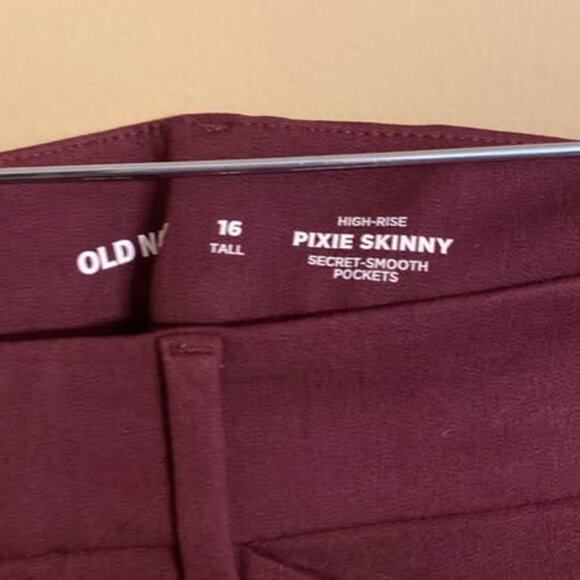 OLD
16
TALL
HIGH-RISE
PIXIE SKINNY
SECRET-SMOOTH
POCKETS